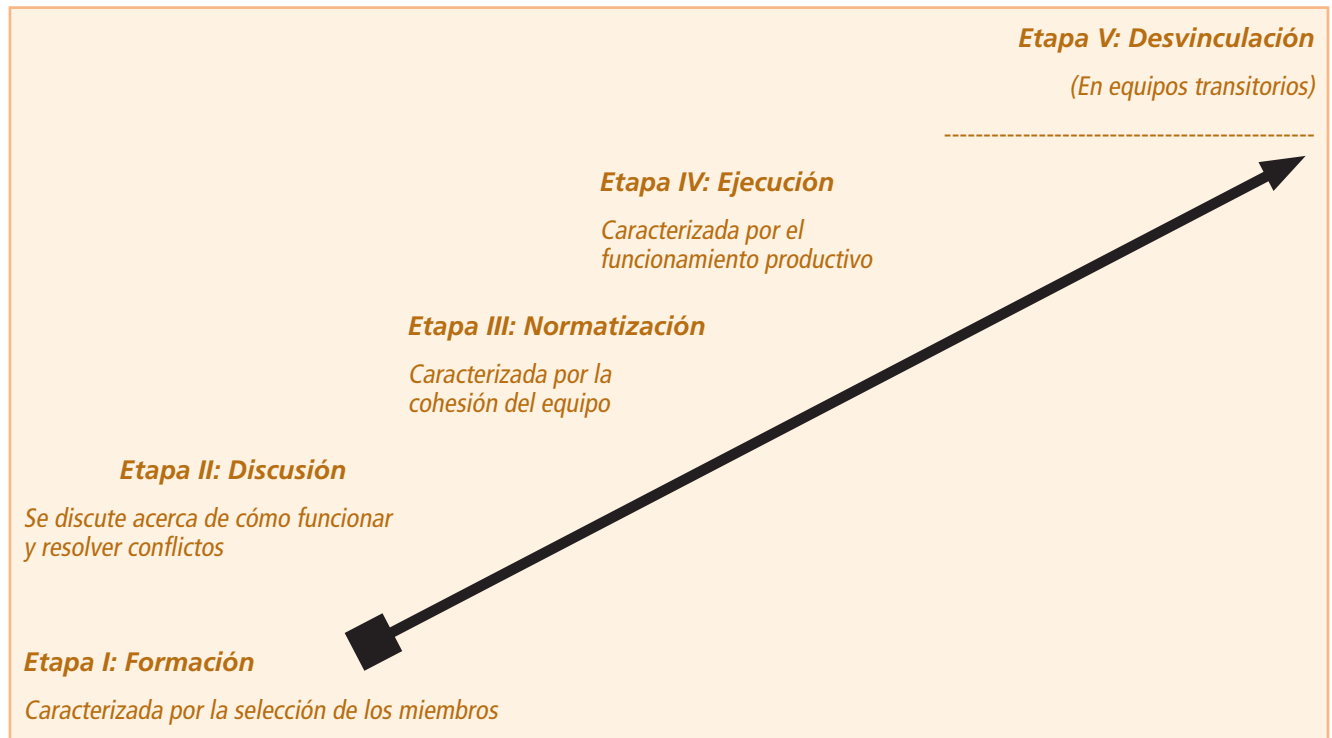 Etapa V: Desvinculación
(En equipos transitorios)
Etapa IV: Ejecución
Caracterizada por el
funcionamiento productivo
Etapa III: Normatización
Caracterizada por la
cohesión del equipo
Etapa II: Discusión
Se discute acerca de cómo funcionar
y resolver conflictos
Etapa I: Formación
Caracterizada por la selección de los miembros